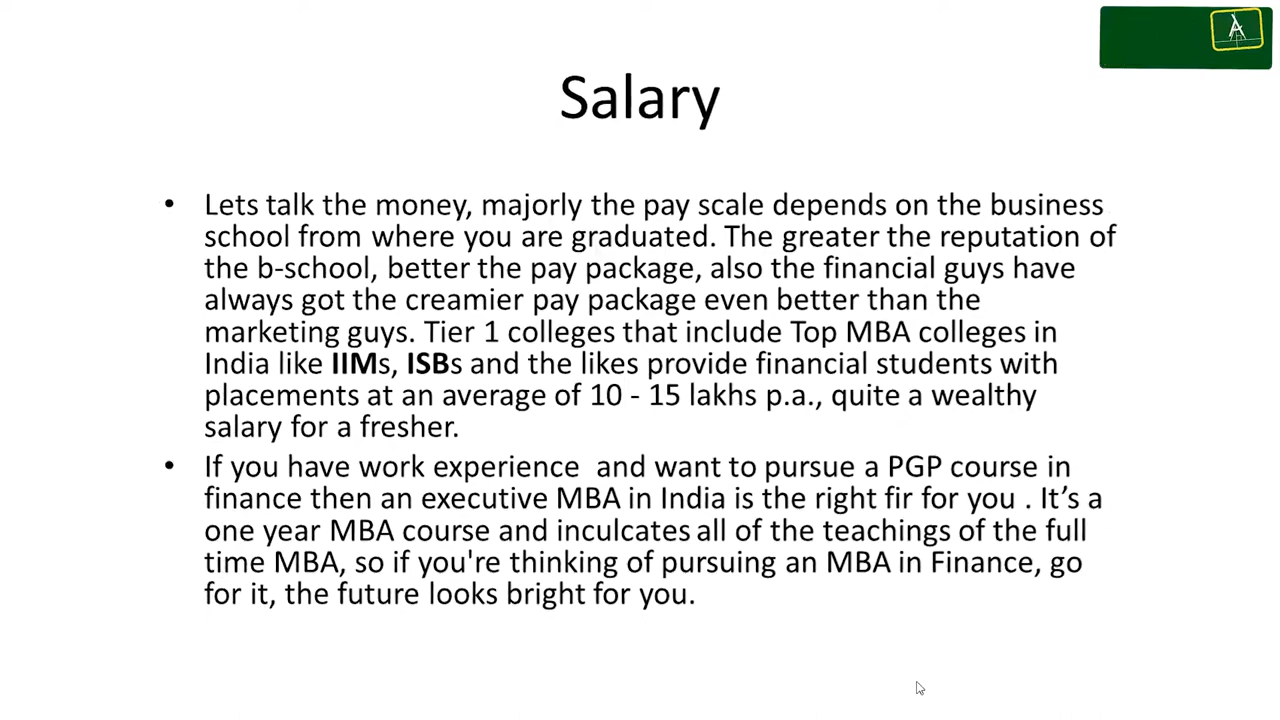 Salary
• Lets talk the money, majorly the pay scale depends on the business
school from where you are graduated. The greater the reputation of
the b-school, better the pay package, also the financial guys have
always got the creamier pay package even better than the
marketing guys. Tier 1 colleges that include Top MBA colleges in
India like IIMs, ISBs and the likes provide financial students with
placements at an average of 10 - 15 lakhs p.a., quite a wealthy
salary for a fresher.
• If you have work experience  and want to pursue a PGP course in
finance then an executive MBA in India is the right fir for you . It’s a
one year MBA course and inculcates all of the teachings of the full
time MBA, so if you're thinking of pursuing an MBA in Finance, go
for it, the future looks bright for you.